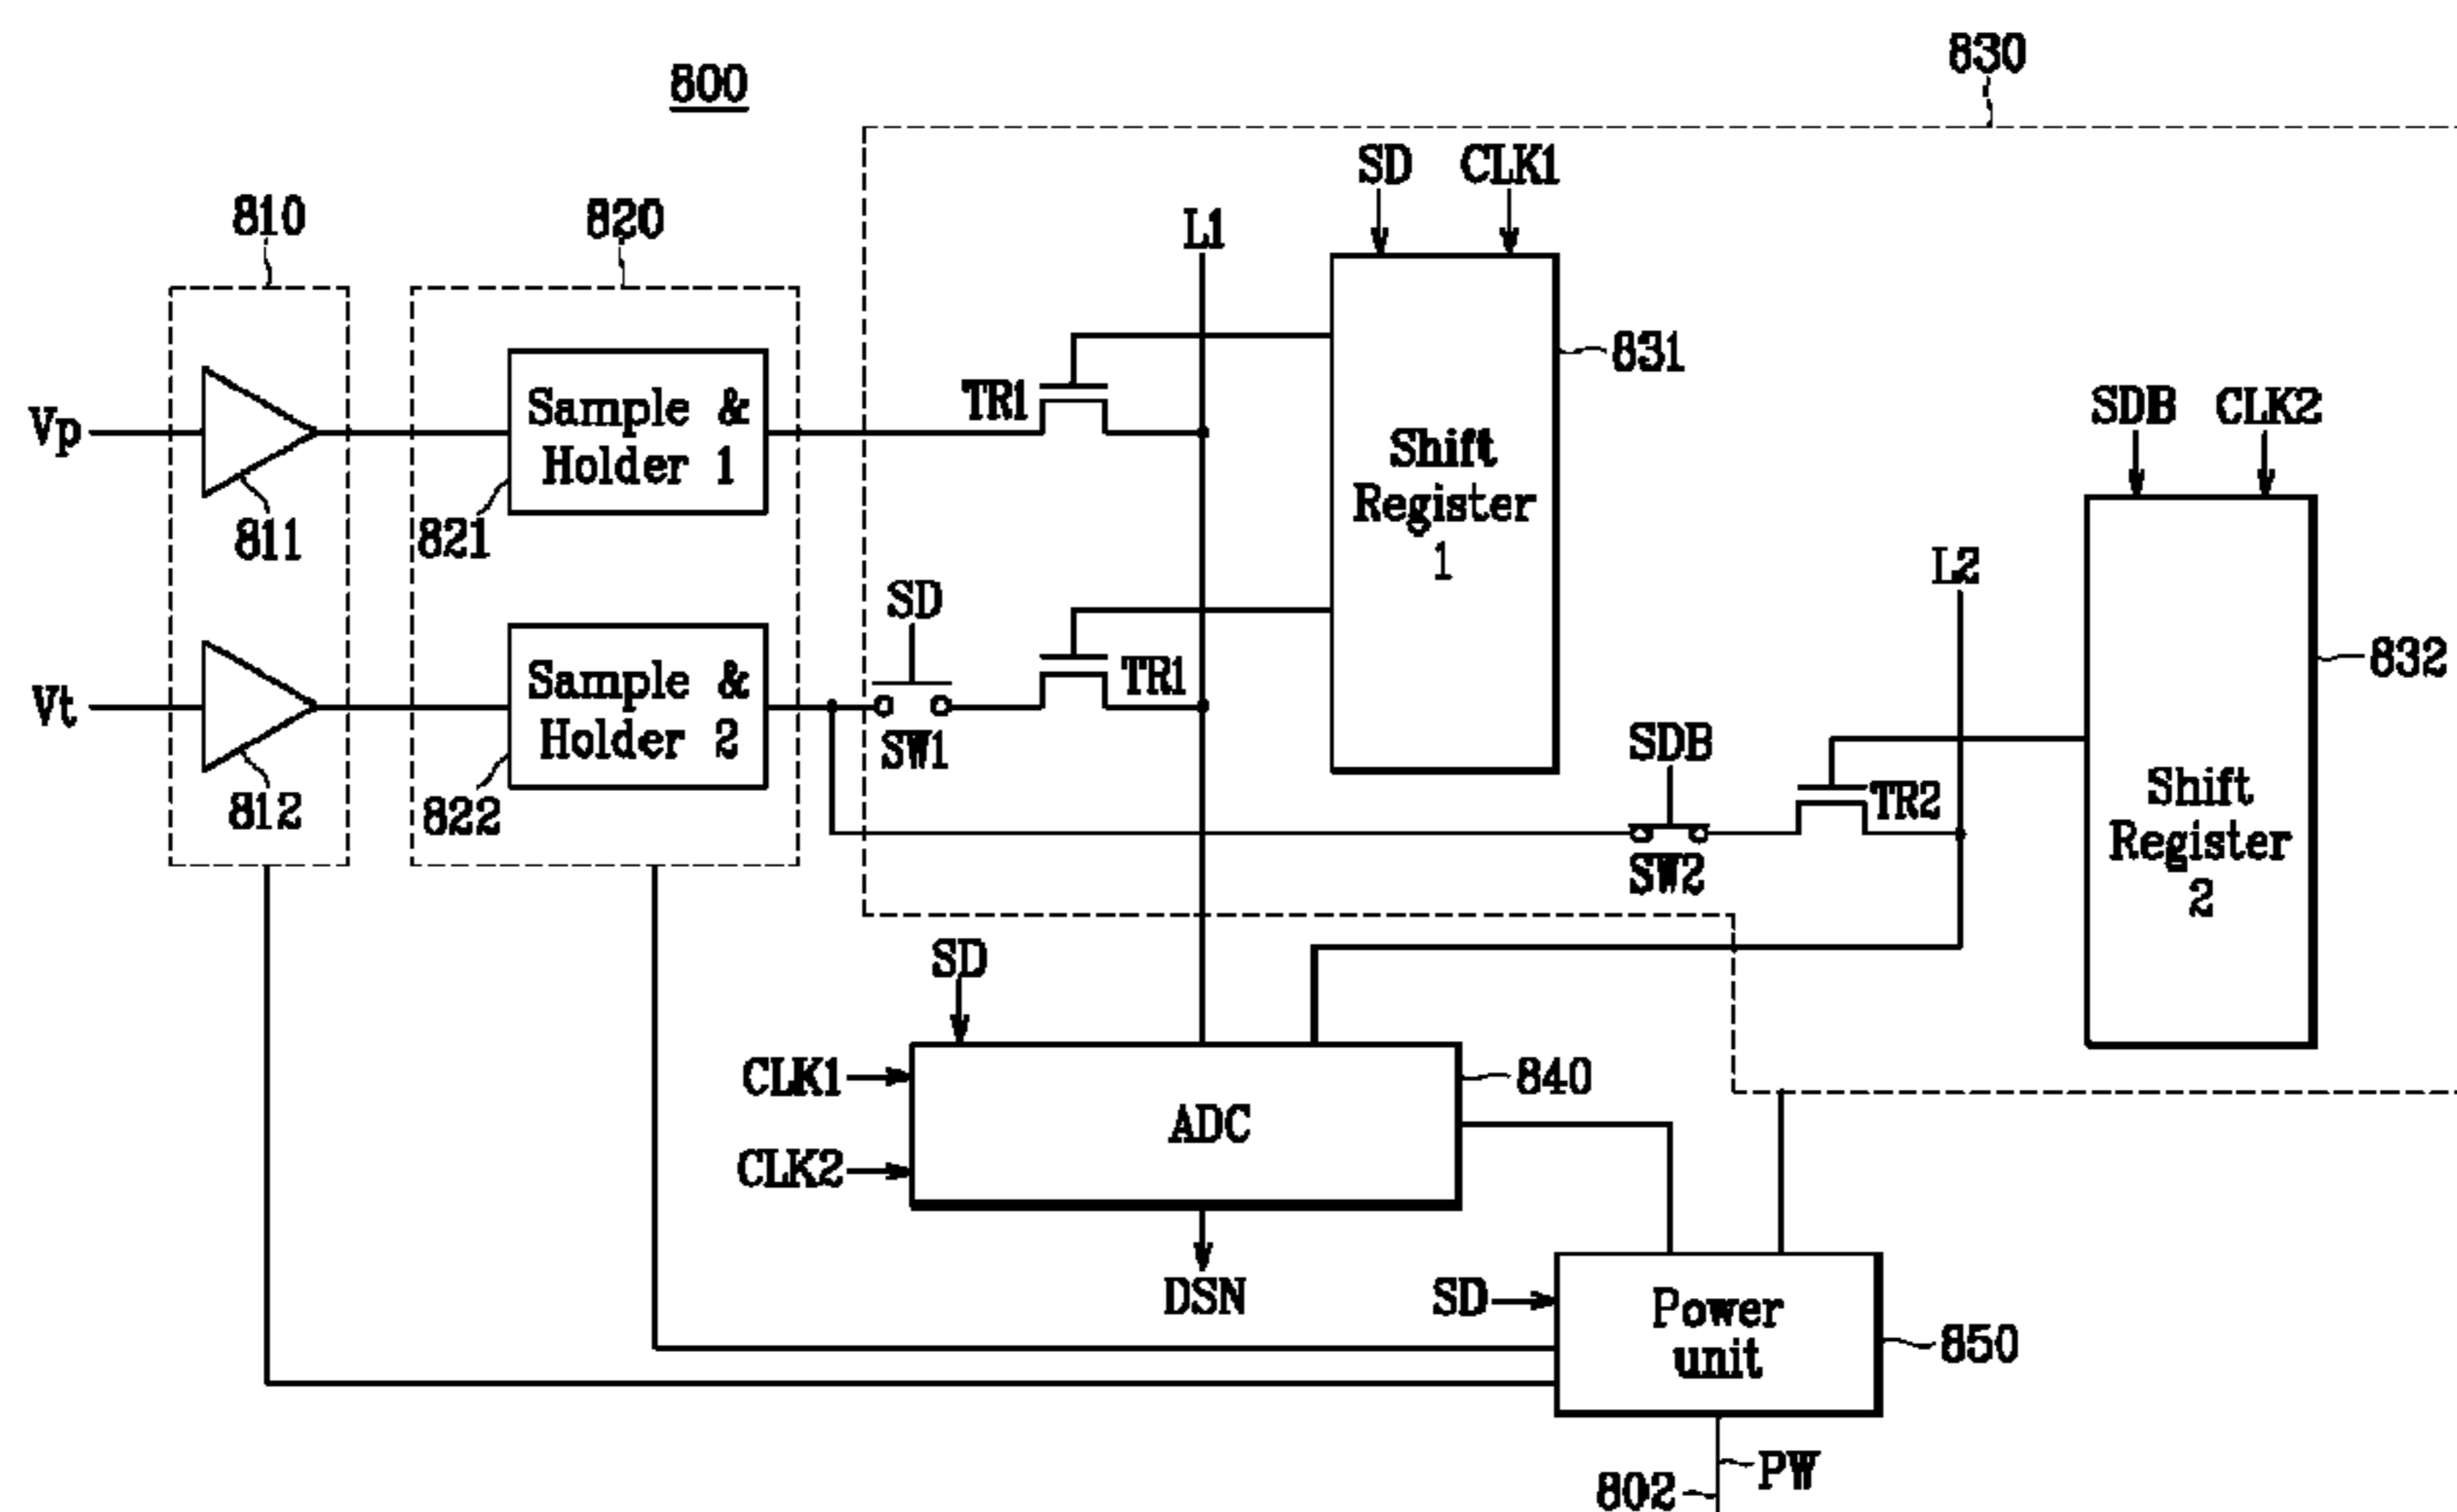 800
830
SD CLK1
810
820
L1
831
Vp
Sample &
Holder 1
TR1
Shift
Register
1
SDB CLK2
811
821
L2
SD
832
Vt
Sample &
Holder 2
SW1
TR1
SDB
812
822
SW2
TR2
Shift
Register
2
SD
CLK1
ADC
840
CLK2
DSN
SD
Power
unit
850
802
PW